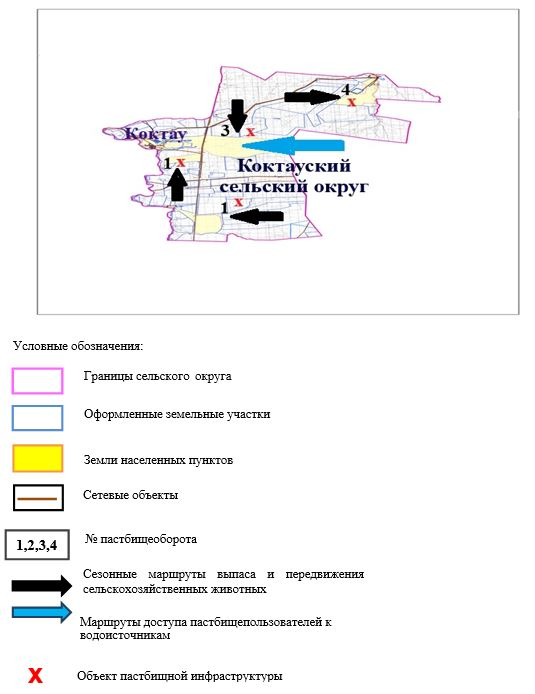 4
3
Коктау
1
Коктауский
сельский округ
1
Условные обозначения:
Границы сельского округа
Оформленные земельные участки
Земли населенных пунктов
Сетевые объекты
1,2,3,4
№ пастбищеоборота
Сезонные маршруты выпаса и передвижения
сельскохозяйственных животных
Маршруты доступа пастбищепользователей к
водоисточникам
Объект пастбищной инфраструктуры